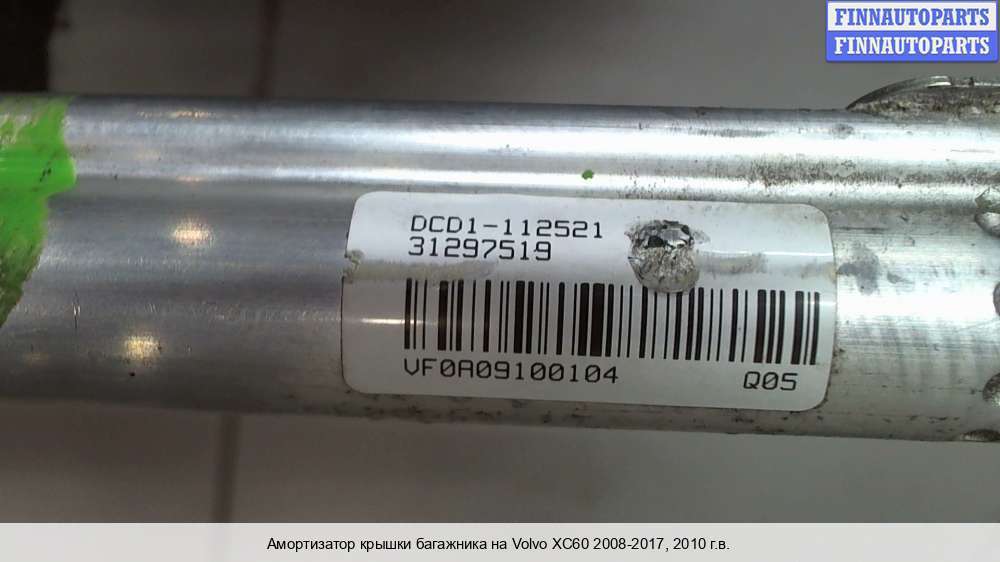 FINNAUTOPARTS
FINNAUTOPARTS
DCD1-112521
31297519
VF0A09100104
Q05
Амортизатор крышки багажника на Volvo XC60 2008-2017, 2010 г.в.